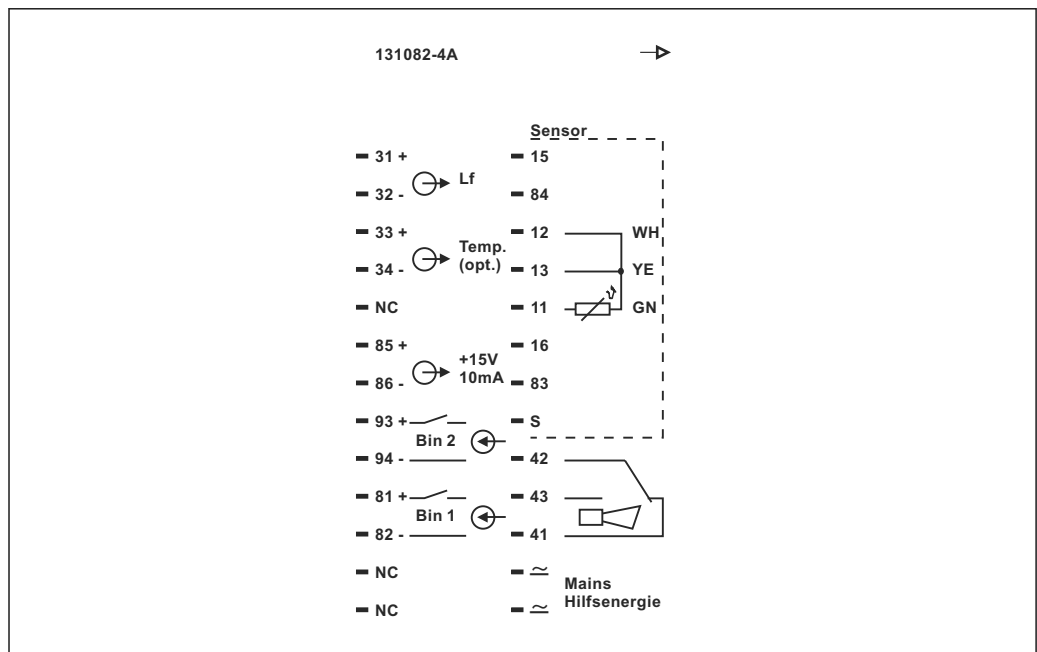 131082-4A
Sensor
31 +
32 -
Lf
33 +
34 -
Temp.
(opt.)
NC
85 +
86 -
+15V
10mA
93 +
Bin 2
94 -
81 +
Bin 1
82 -
NC
NC
15
84
12 WH
13 YE
11 GN
16
83
S
42
43
41
≃
≃
Mains
Hilfsenergie